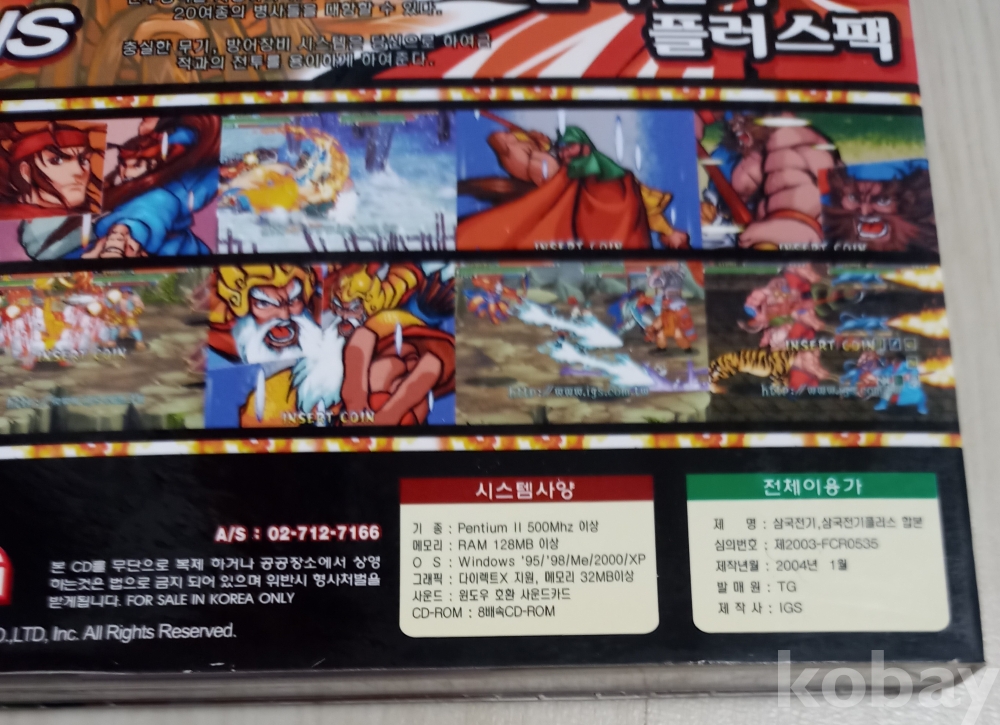 20여종의 병사들을 대항할 수 있다.
충실한 무기, 방어장비 시스템을 당신으로 하여금
적과의 전투를 용이하게 하여준다.
플러스팩
INSERT COIN
INSERT COIN
INSERT COIN
INSERT COIN
http://www.igs.com.tw
INSERT COIN
http://www.igs
A/S : 02-712-7166
본 CD를 무단으로 복제 하거나 공공장소에서 상영
하는것은 법으로 금지 되어 있으며 위반시 형사처벌을
받게됩니다. FOR SALE IN KOREA ONLY
.,LTD, Inc. All Rights Reserved.
시스템사양
기 종 : Pentium II 500Mhz 이상
메모리 : RAM 128MB 이상
O S : Windows '95/'98/Me/2000/XP
그래픽 : 다이렉트X 지원, 메모리 32MB이상
사운드 : 윈도우 호환 사운드카드
CD-ROM : 8배속CD-ROM
전체이용가
제 명 : 삼국전기,삼국전기플러스 합본
심의번호 : 제2003-FCR0535
제작년월 : 2004년 1월
발 매 원 : TG
제 작 사 : IGS
kobay